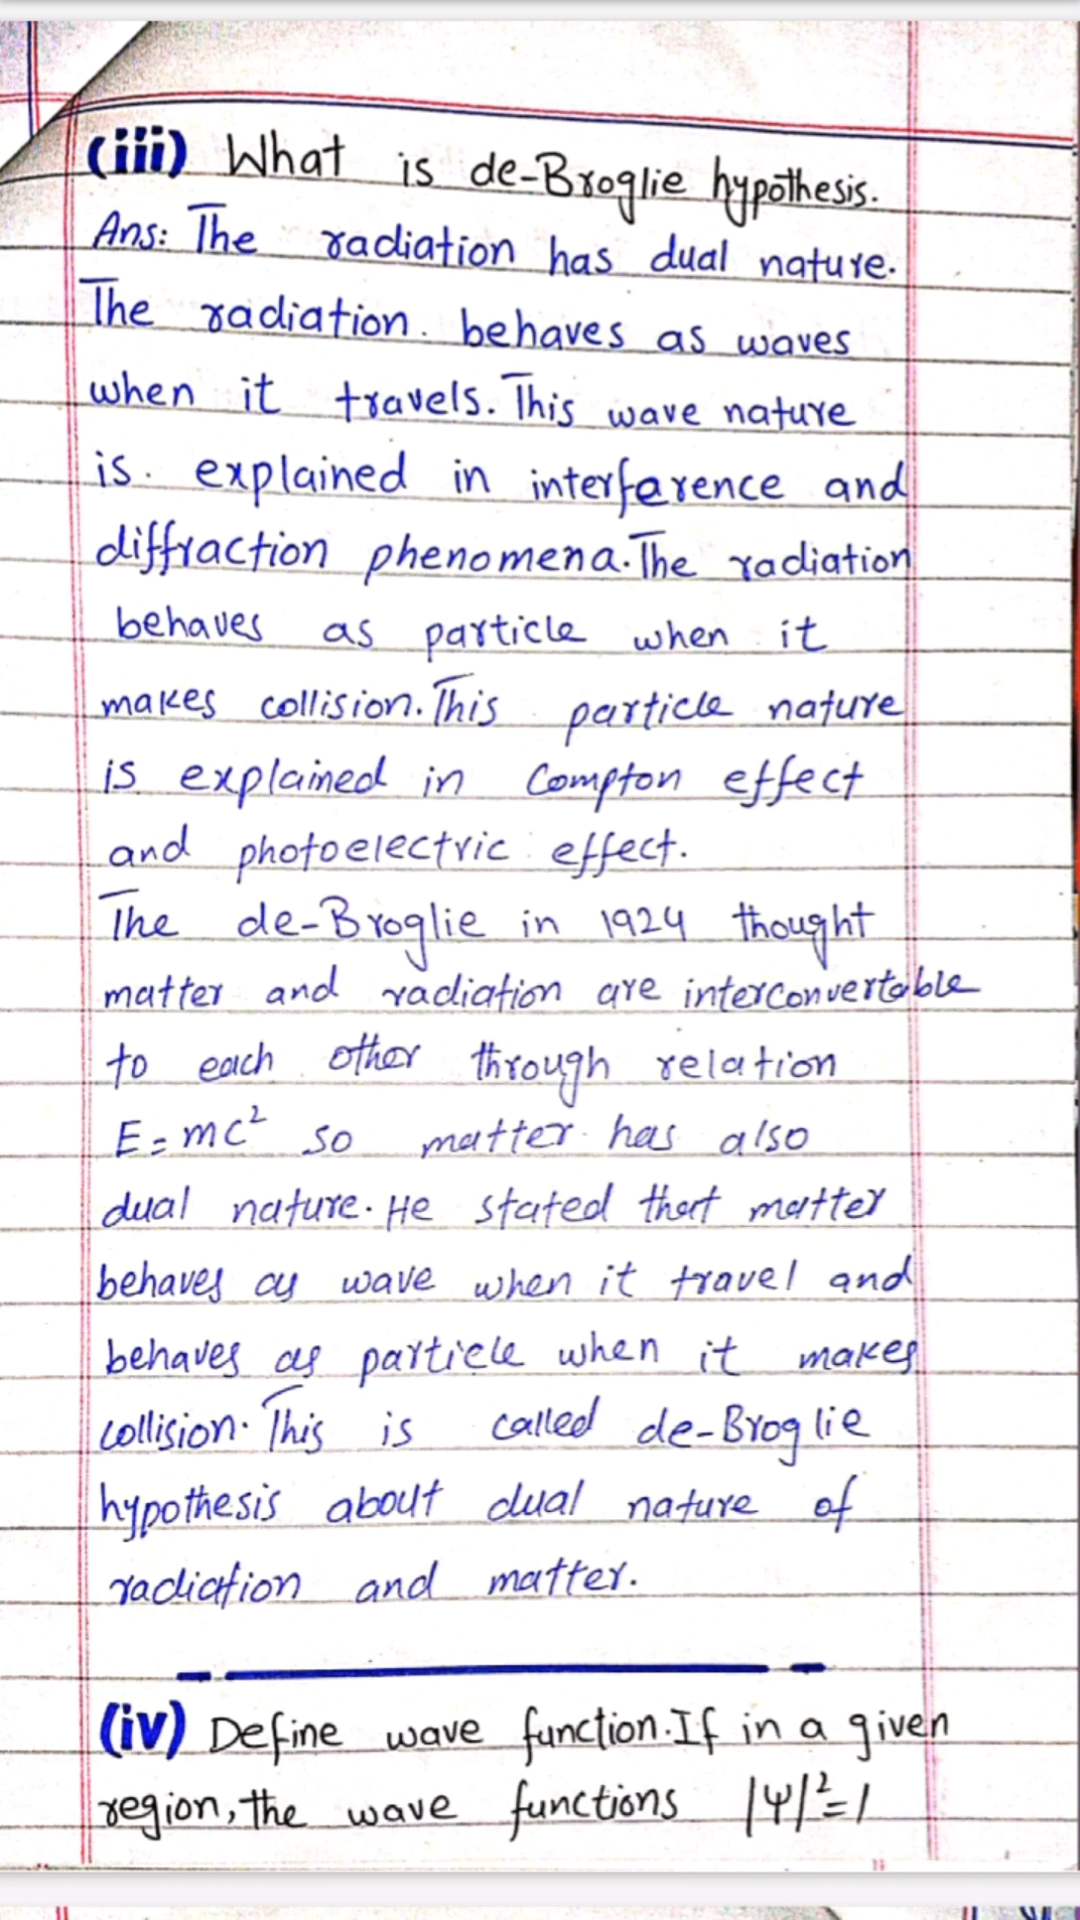 (iii) What is de-Broglie hypothesis.
Ans: The radiation has dual nature.
The radiation behaves as waves
when it travels. This wave nature
is explained in interference and
diffraction phenomena. The radiation
behaves as particle when it
makes collision. This particle nature
is explained in Compton effect
and photoelectric effect.
The de-Broglie in 1924 thought
matter and radiation are interconvertable
to each other through relation
E = mc² so matter has also
dual nature. He stated that matter
behaves as wave when it travel and
behaves as particle when it makes
collision. This is called de-Broglie
hypothesis about dual nature of
radiation and matter.
(iv) Define wave function. If in a given
region, the wave functions |Ψ|²=1